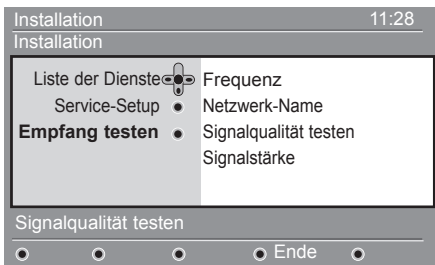 Installation 11:28
Installation
Liste der Dienste Frequenz
Service-Setup Netzwerk-Name
Empfang testen Signalqualität testen
Signalstärke
Signalqualität testen
Ende